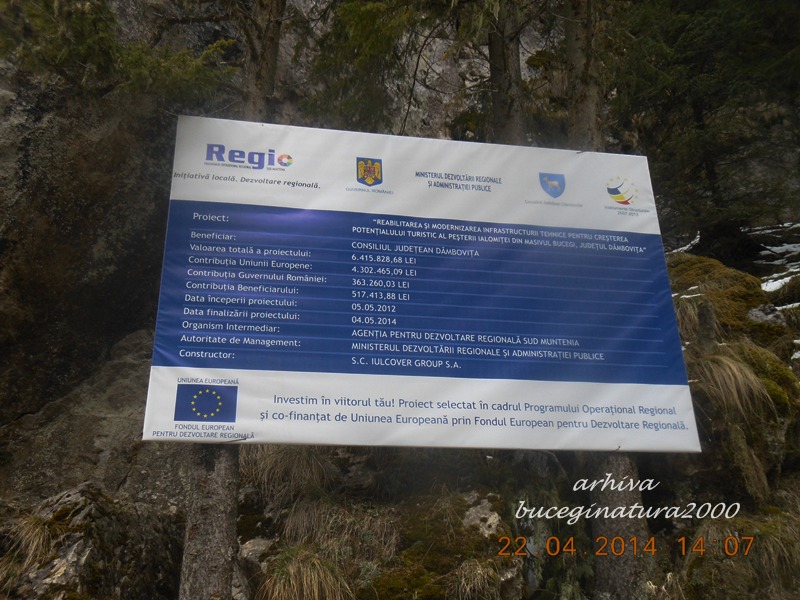 Regio
Inițiativă locală. Dezvoltare regională.
GUVERNUL ROMÂNIEI
MINISTERUL DEZVOLTĂRII REGIONALE
ȘI ADMINISTRAȚIEI PUBLICE
Proiect:
"REABILITAREA ȘI MODERNIZAREA INFRASTRUCTURII TEHNICE PENTRU CREȘTEREA
POTENȚIALULUI TURISTIC AL PEȘTERII IALOMIȚEI DIN MASIVUL BUCEGI, JUDEȚUL DÂMBOVIȚA"
Beneficiar: CONSILIUL JUDEȚEAN DÂMBOVIȚA
Valoarea totală a proiectului: 6.415.828,68 LEI
Contribuția Uniunii Europene: 4.302.465,09 LEI
Contribuția Guvernului României: 363.260,03 LEI
Contribuția Beneficiarului: 517.413,88 LEI
Data începerii proiectului: 05.05.2012
Data finalizării proiectului: 04.05.2014
Organism Intermediar: AGENȚIA PENTRU DEZVOLTARE REGIONALĂ SUD MUNTENIA
Autoritate de Management: MINISTERUL DEZVOLTĂRII REGIONALE ȘI ADMINISTRAȚIEI PUBLICE
Constructor: S.C. IULCOVER GROUP S.A.
UNIUNEA EUROPEANĂ
FONDUL EUROPEAN
PENTRU DEZVOLTARE REGIONALĂ
Investim în viitorul tău! Proiect selectat în cadrul Programului Operațional Regional
și co-finanțat de Uniunea Europeană prin Fondul European pentru Dezvoltare Regională.
arhiva
buceginatura2000
22 04 2014 14 07